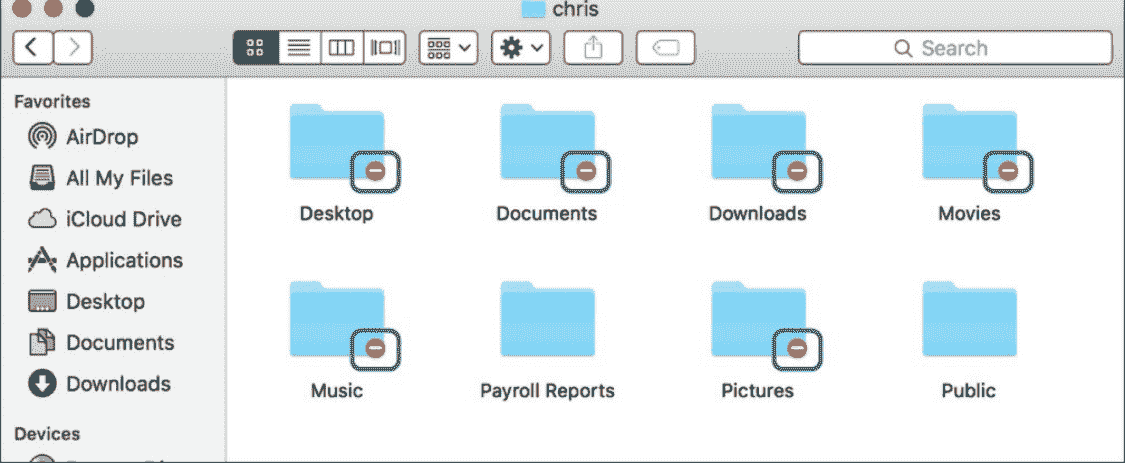 chris
Search
Favorites
AirDrop
All My Files
iCloud Drive
Applications
Desktop
Documents
Downloads
Devices
Desktop Documents Downloads Movies
Music Payroll Reports Pictures Public